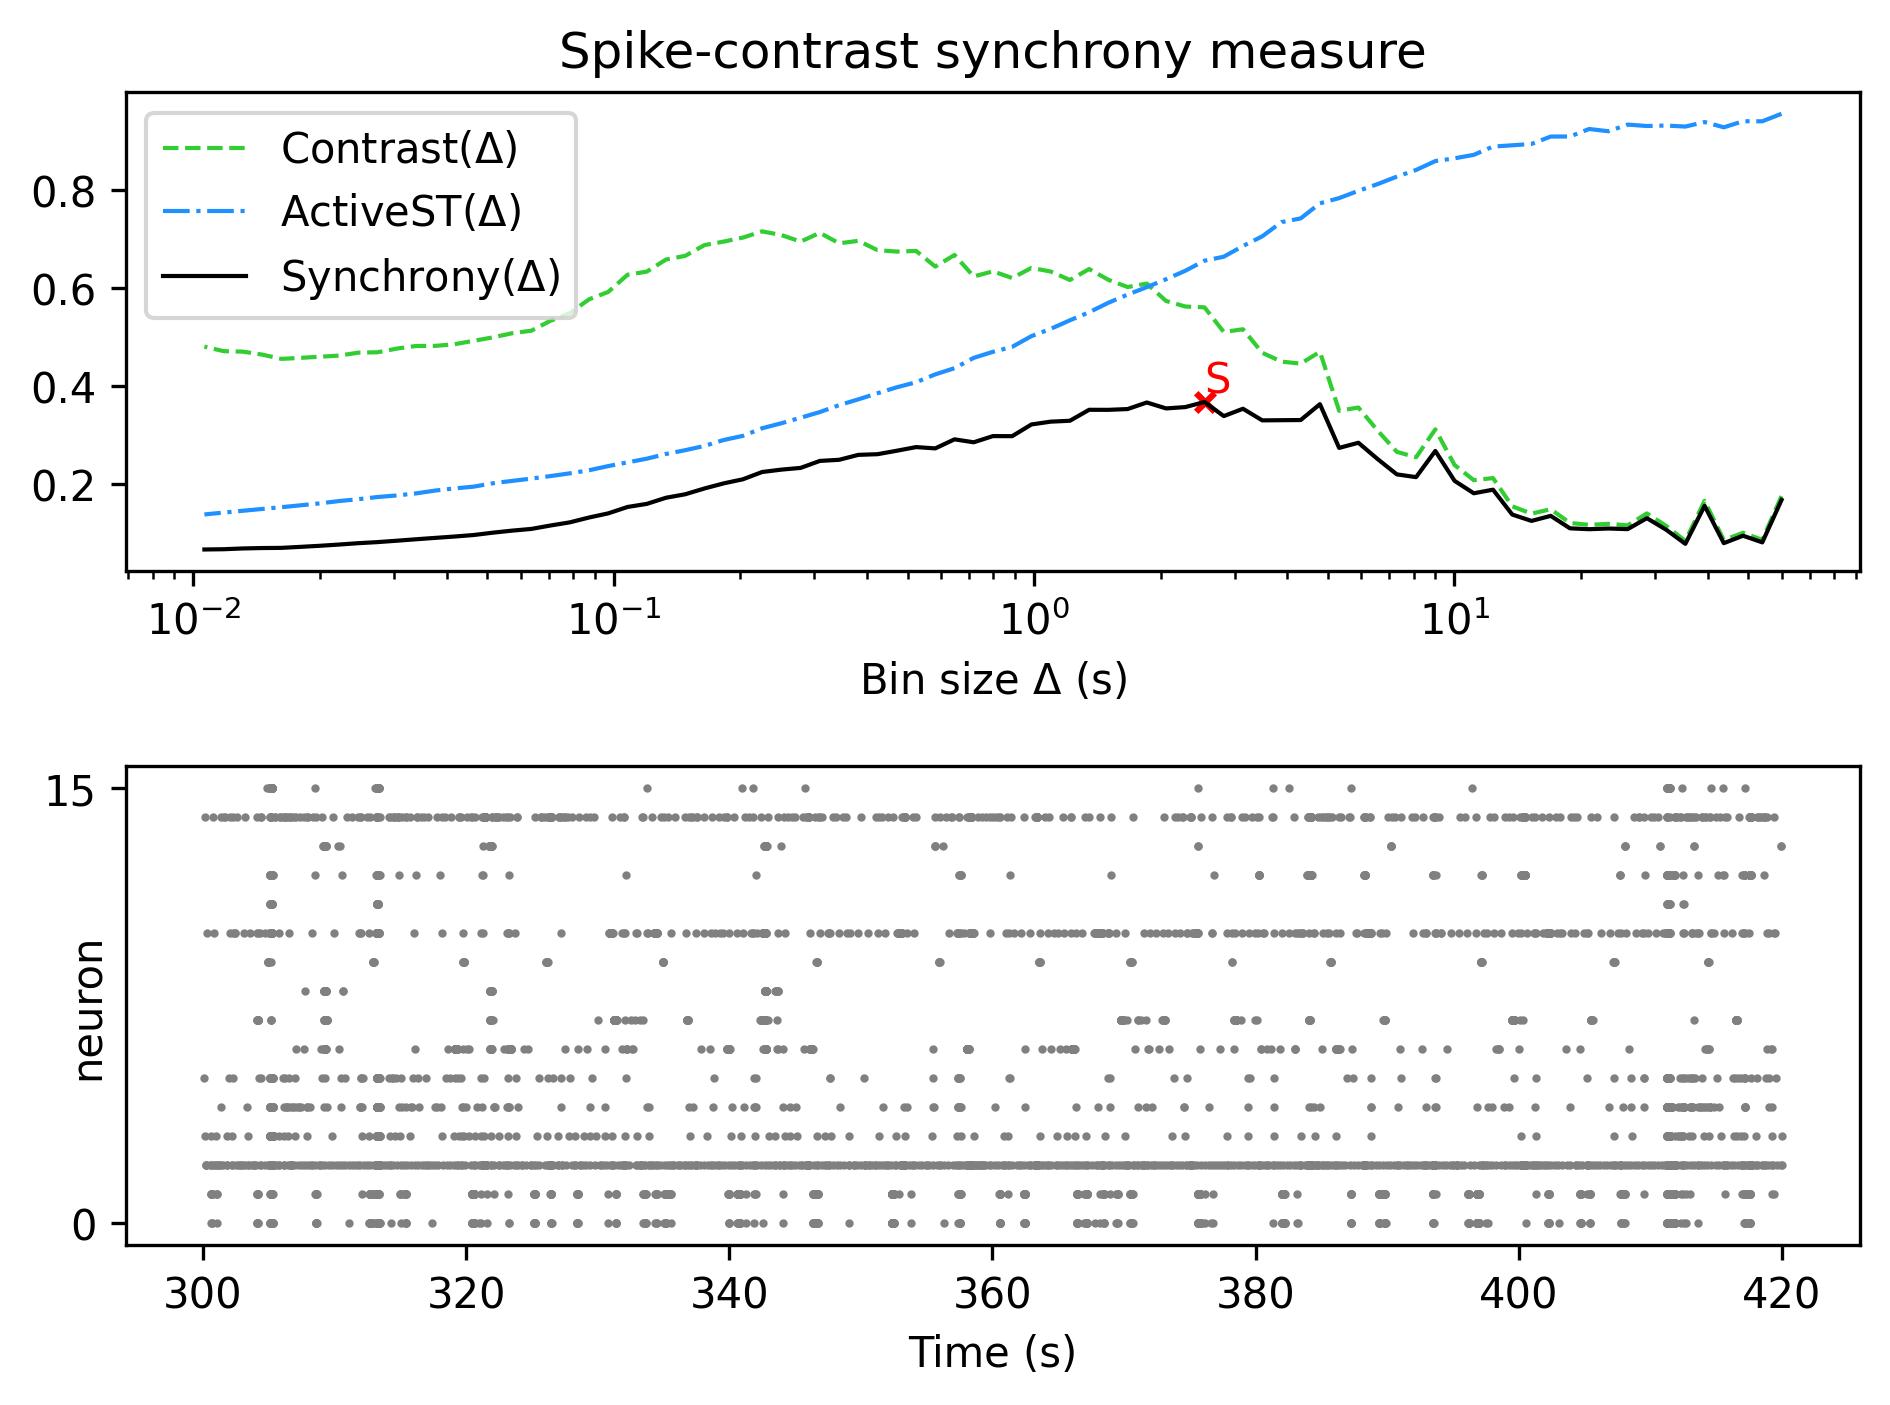 Spike-contrast synchrony measure
Contrast(Δ)
ActiveST(Δ)
Synchrony(Δ)
0.8
0.6
0.4
0.2
S
10⁻² 10⁻¹ 10⁰ 10¹
Bin size Δ (s)
15
neuron
0
300 320 340 360 380 400 420
Time (s)